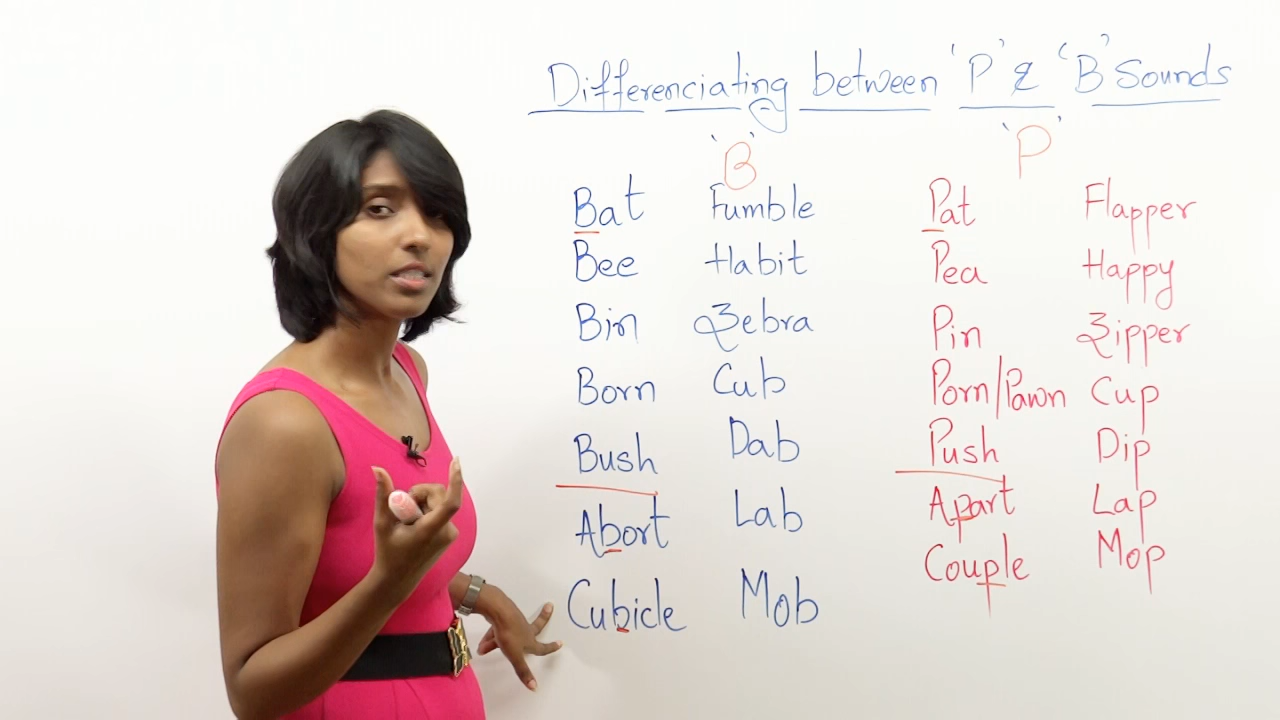 Differenciating between 'P' & 'B' Sounds
'B' 'P'
Bat Fumble Pat Flapper
Bee Habit Pea Happy
Bin Zebra Pin Zipper
Born Cub Porn/Pawn Cup
Bush Dab Push Dip
Abort Lab Apart Lap
Cubicle Mob Couple Mop